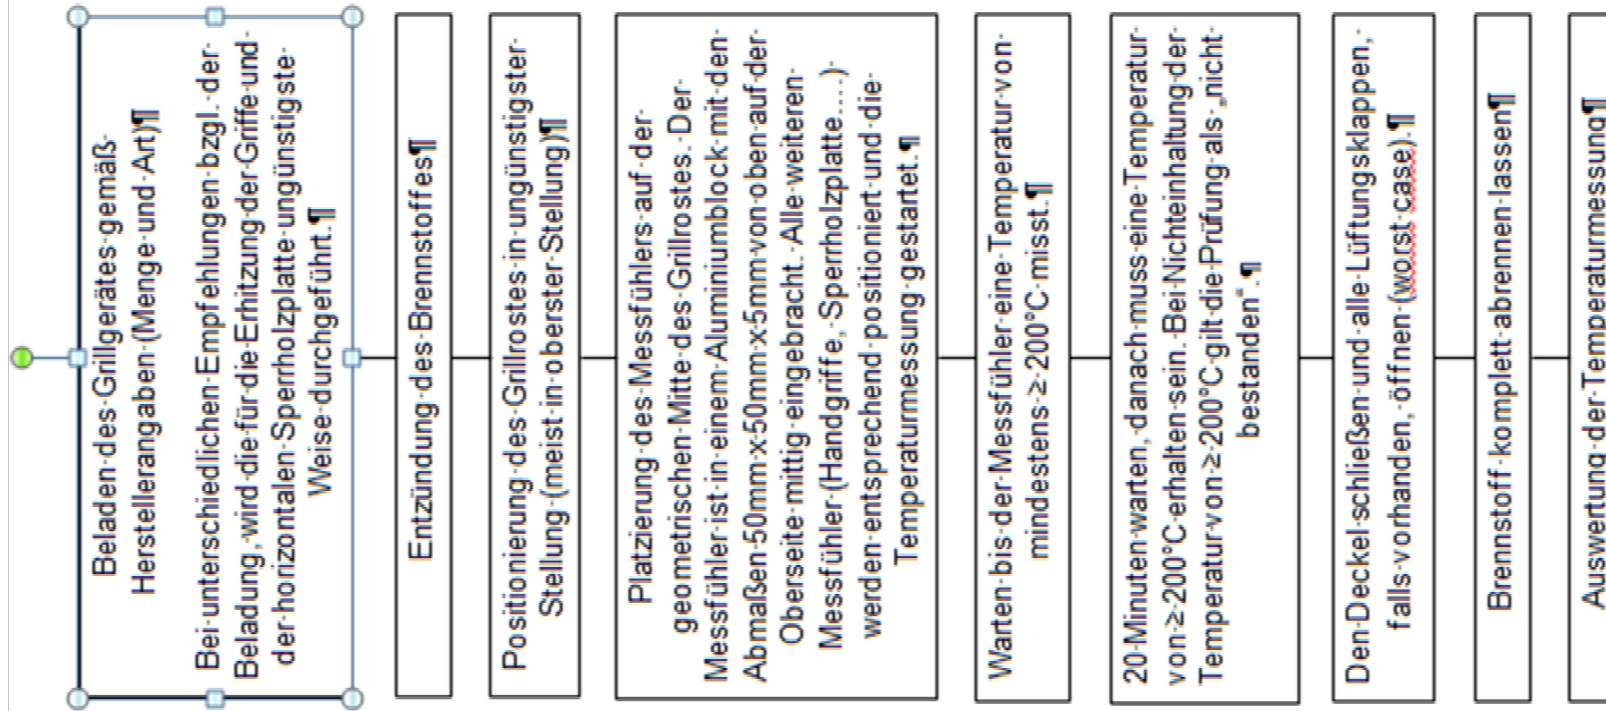 Beladen des Grillgerätes gemäß
Herstellerangaben (Menge und Art)¶
Bei unterschiedlichen Empfehlungen bzgl. der
Beladung, wird die für die Erhitzung der Griffe und
der horizontalen Sperrholzplatte ungünstigste
Weise durchgeführt.¶
Entzündung des Brennstoffes¶
Positionierung des Grillrostes in ungünstigster
Stellung (meist in oberster Stellung)¶
Platzierung des Messfühlers auf der
geometrischen Mitte des Grillrostes. Der
Messfühler ist in einem Aluminiumblock mit den
Abmaßen 50mm x 50mm x 5mm von oben auf der
Oberseite mittig eingebracht. Alle weiteren
Messfühler (Handgriffe, Sperrholzplatte....)
werden entsprechend positioniert und die
Temperaturmessung gestartet.¶
Warten bis der Messfühler eine Temperatur von
mindestens ≥ 200°C misst.¶
20 Minuten warten, danach muss eine Temperatur
von ≥ 200°C erhalten sein. Bei Nichteinhaltung der
Temperatur von ≥ 200°C gilt die Prüfung als „nicht
bestanden“.¶
Den Deckel schließen und alle Lüftungsklappen,
falls vorhanden, öffnen (worst case).¶
Brennstoff komplett abrennen lassen¶
Auswertung der Temperaturmessung¶